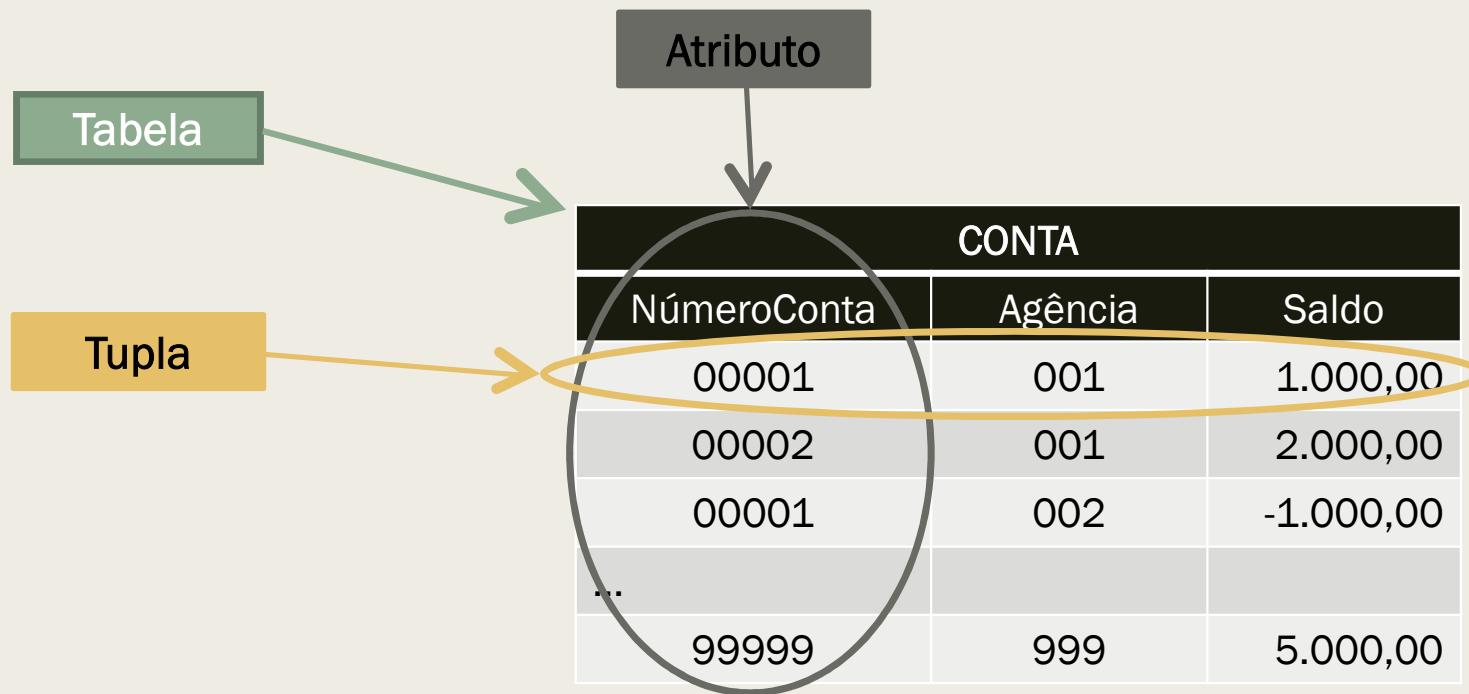 Atributo
Tabela
CONTA
NúmeroConta Agência Saldo
Tupla
00001 001 1.000,00
00002 001 2.000,00
00001 002 -1.000,00
...
99999 999 5.000,00